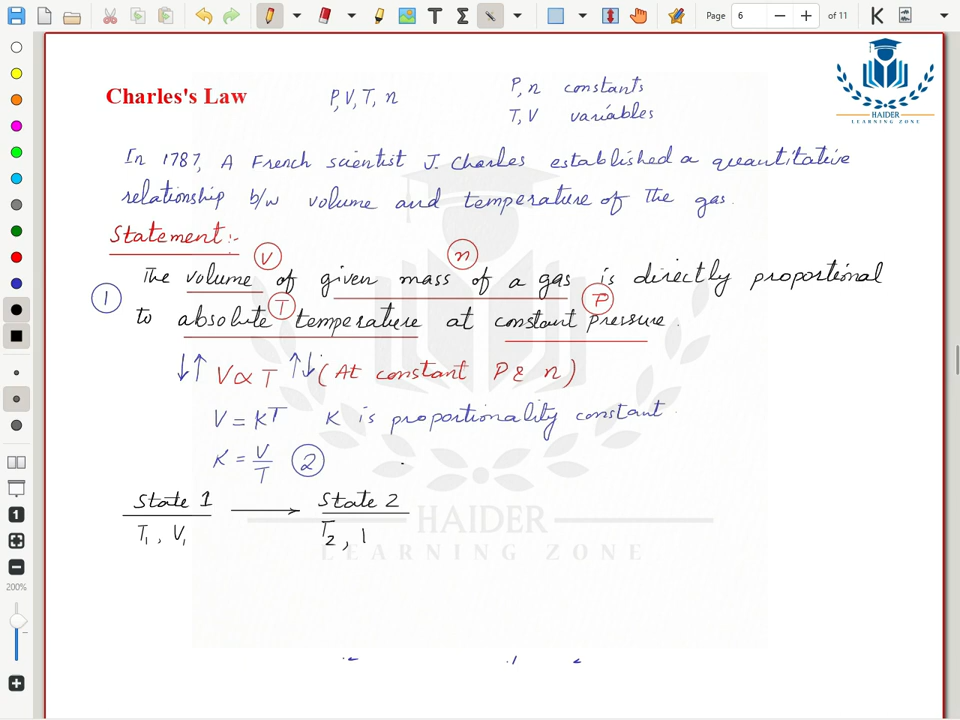 Page 6 of 11
HAIDER
LEARNING ZONE
Charles's Law P, V, T, n P, n constants
T, V variables
In 1787, A French scientist J. Charles established a quantitative
relationship b/w volume and temperature of the gas.
Statement:-
V n
The volume of given mass of a gas is directly proportional
1 T P
to absolute temperature at constant pressure.
↓↑ V ∝ T ↑↓ (At constant P & n)
V = KT K is proportionality constant.
K = V/T 2
State 1 → State 2
T₁, V₁ T₂,
HAIDER
LEARNING ZONE
1
200%